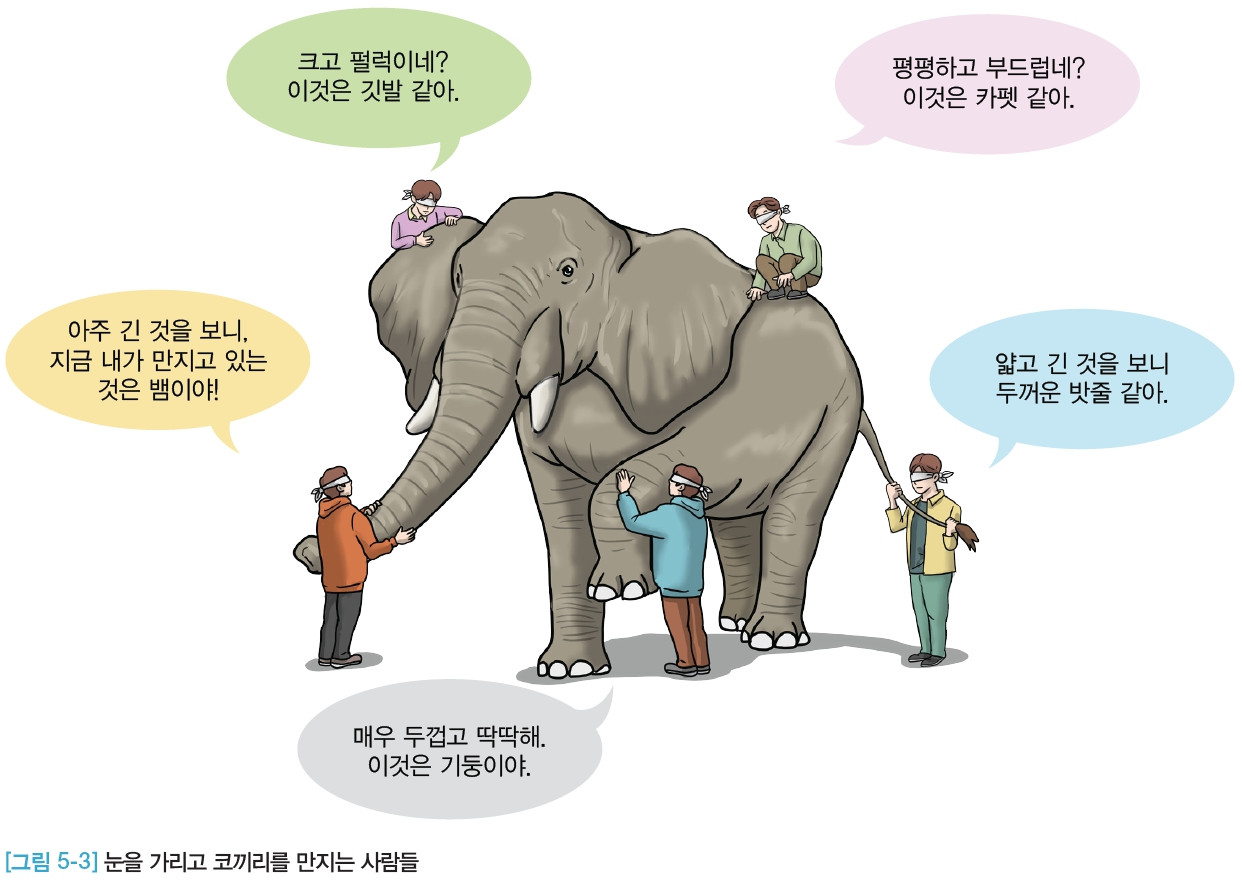 크고 펄럭이네?
이것은 깃발 같아.
평평하고 부드럽네?
이것은 카펫 같아.
아주 긴 것을 보니,
지금 내가 만지고 있는
것은 뱀이야!
얇고 긴 것을 보니
두꺼운 밧줄 같아.
매우 두껍고 딱딱해.
이것은 기둥이야.
[그림 5-3] 눈을 가리고 코끼리를 만지는 사람들